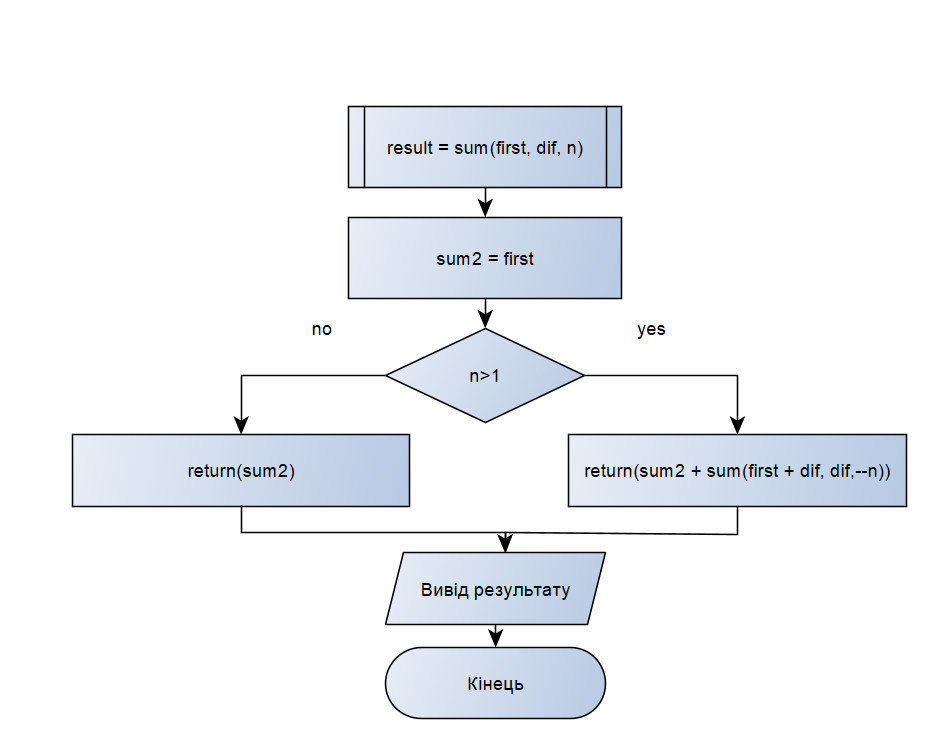 result = sum(first, dif, n)
sum2 = first
no
yes
n>1
return(sum2)
return(sum2 + sum(first + dif, dif,--n))
Вивід результату
Кінець